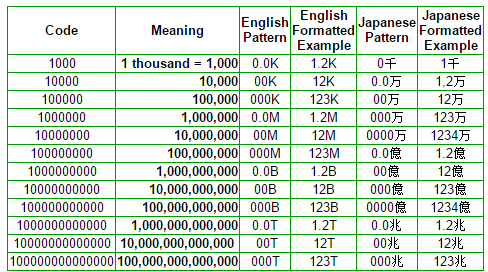 Code Meaning English Pattern English Formatted Example Japanese Pattern Japanese Formatted Example
1000 1 thousand = 1,000 0.0K 1.2K 0千 1千
10000 10,000 00K 12K 0.0万 1,2万
100000 100,000 000K 123K 00万 12万
1000000 1,000,000 0.0M 1.2M 000万 123万
10000000 10,000,000 00M 12M 0000万 1234万
100000000 100,000,000 000M 123M 0.0億 1.2億
1000000000 1,000,000,000 0.0B 1.2B 00億 12億
10000000000 10,000,000,000 00B 12B 000億 123億
100000000000 100,000,000,000 000B 123B 0000億 1234億
1000000000000 1,000,000,000,000 0.0T 1.2T 0.0兆 1.2兆
10000000000000 10,000,000,000,000 00T 12T 00兆 12兆
100000000000000 100,000,000,000,000 000T 123T 000兆 123兆